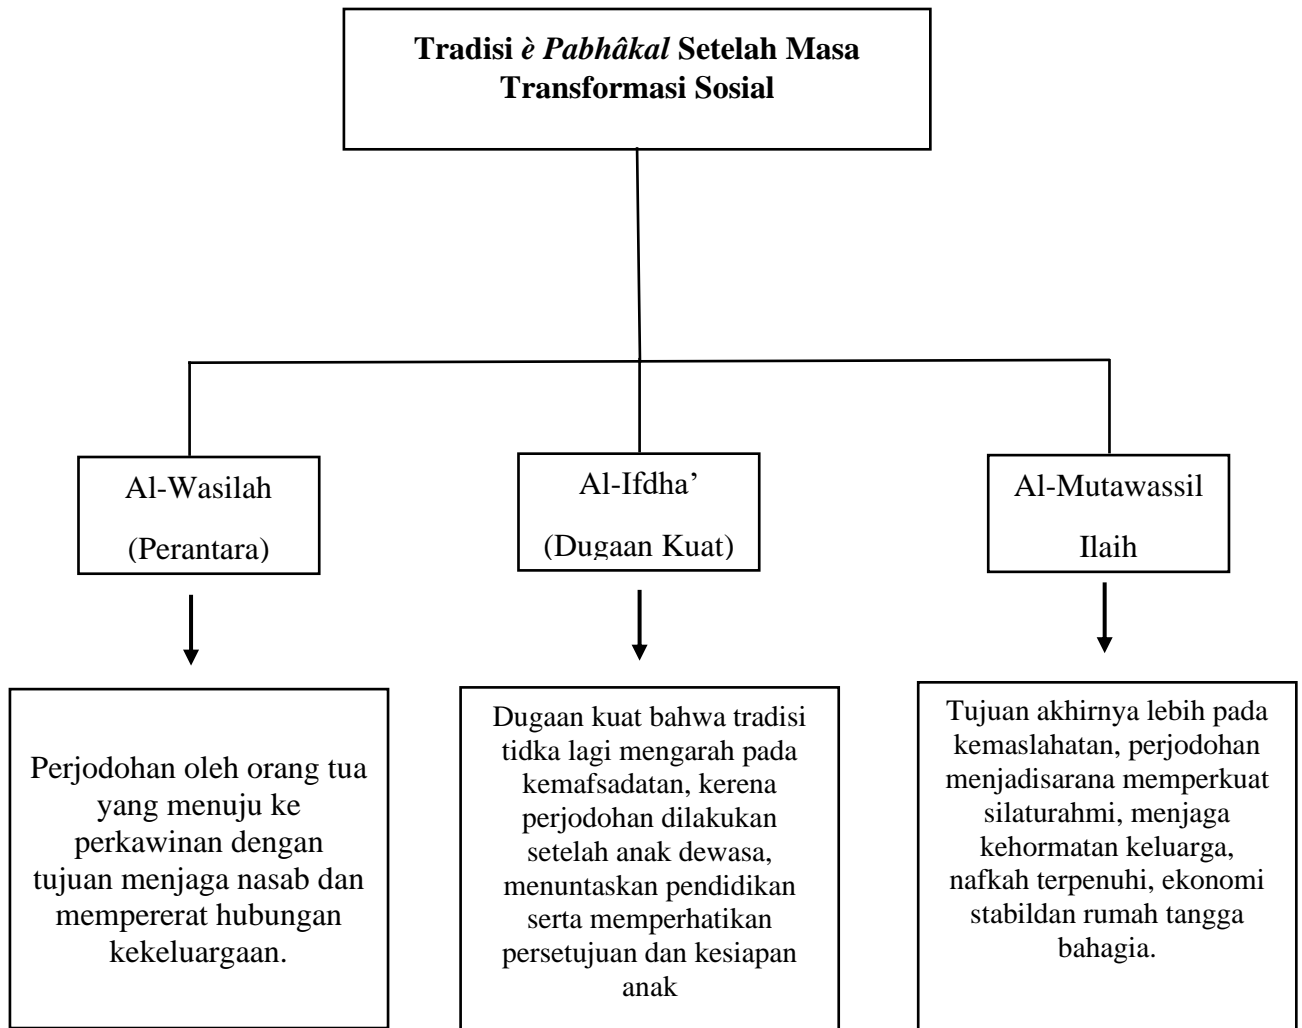 Tradisi è Pabhâkal Setelah Masa
Transformasi Sosial
Al-Wasilah
(Perantara)
Al-Ifdha’
(Dugaan Kuat)
Al-Mutawassil
Ilaih
Perjodohan oleh orang tua
yang menuju ke
perkawinan dengan
tujuan menjaga nasab dan
mempererat hubungan
kekeluargaan.
Dugaan kuat bahwa tradisi
tidka lagi mengarah pada
kemafsadatan, kerena
perjodohan dilakukan
setelah anak dewasa,
menuntaskan pendidikan
serta memperhatikan
persetujuan dan kesiapan
anak
Tujuan akhirnya lebih pada
kemaslahatan, perjodohan
menjadisarana memperkuat
silaturahmi, menjaga
kehormatan keluarga,
nafkah terpenuhi, ekonomi
stabildan rumah tangga
bahagia.